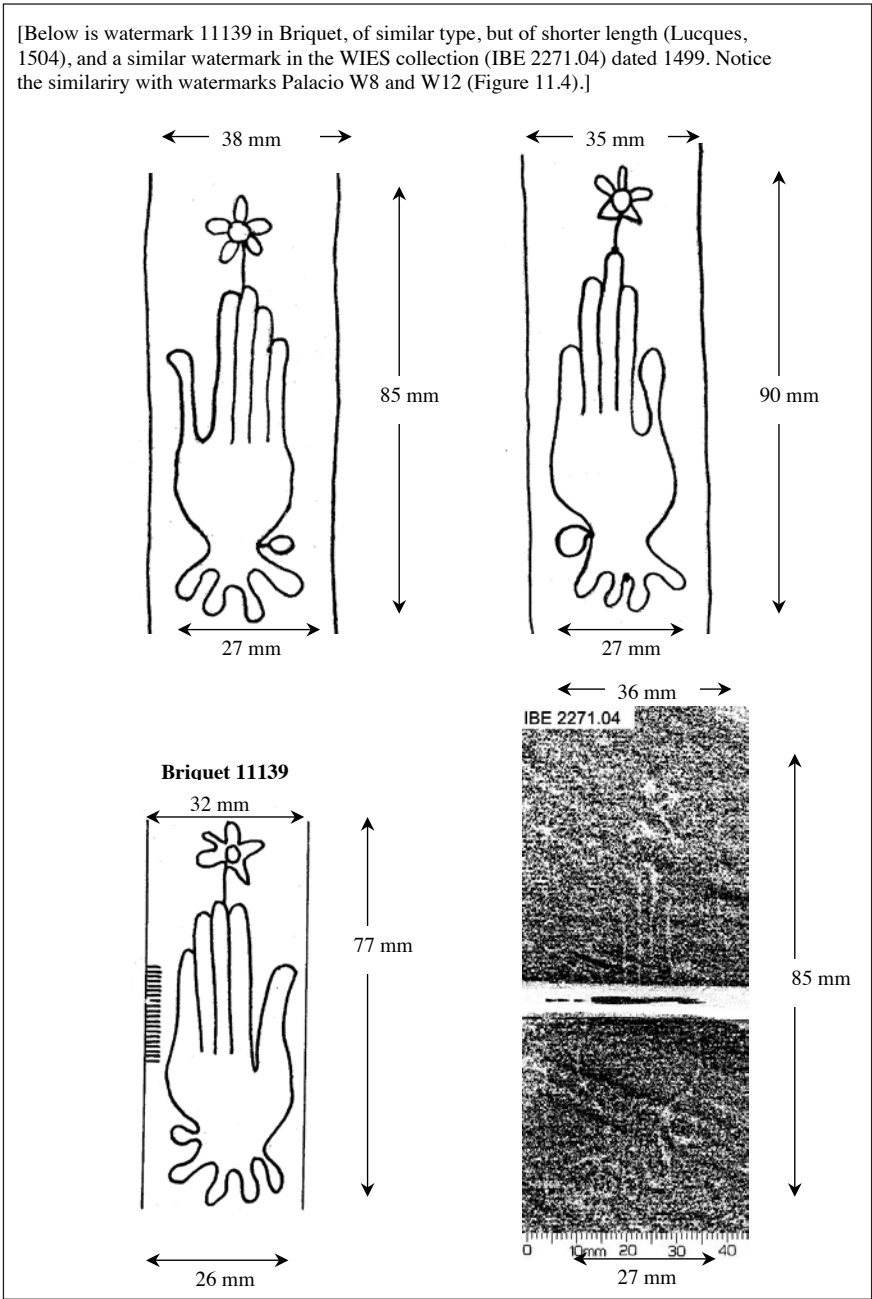 [Below is watermark 11139 in Briquet, of similar type, but of shorter length (Lucques,
1504), and a similar watermark in the WIES collection (IBE 2271.04) dated 1499. Notice
the similariry with watermarks Palacio W8 and W12 (Figure 11.4).]
38 mm
35 mm
85 mm
90 mm
27 mm
27 mm
36 mm
IBE 2271.04
Briquet 11139
32 mm
77 mm
85 mm
0 10mm 20 30 40
26 mm
27 mm